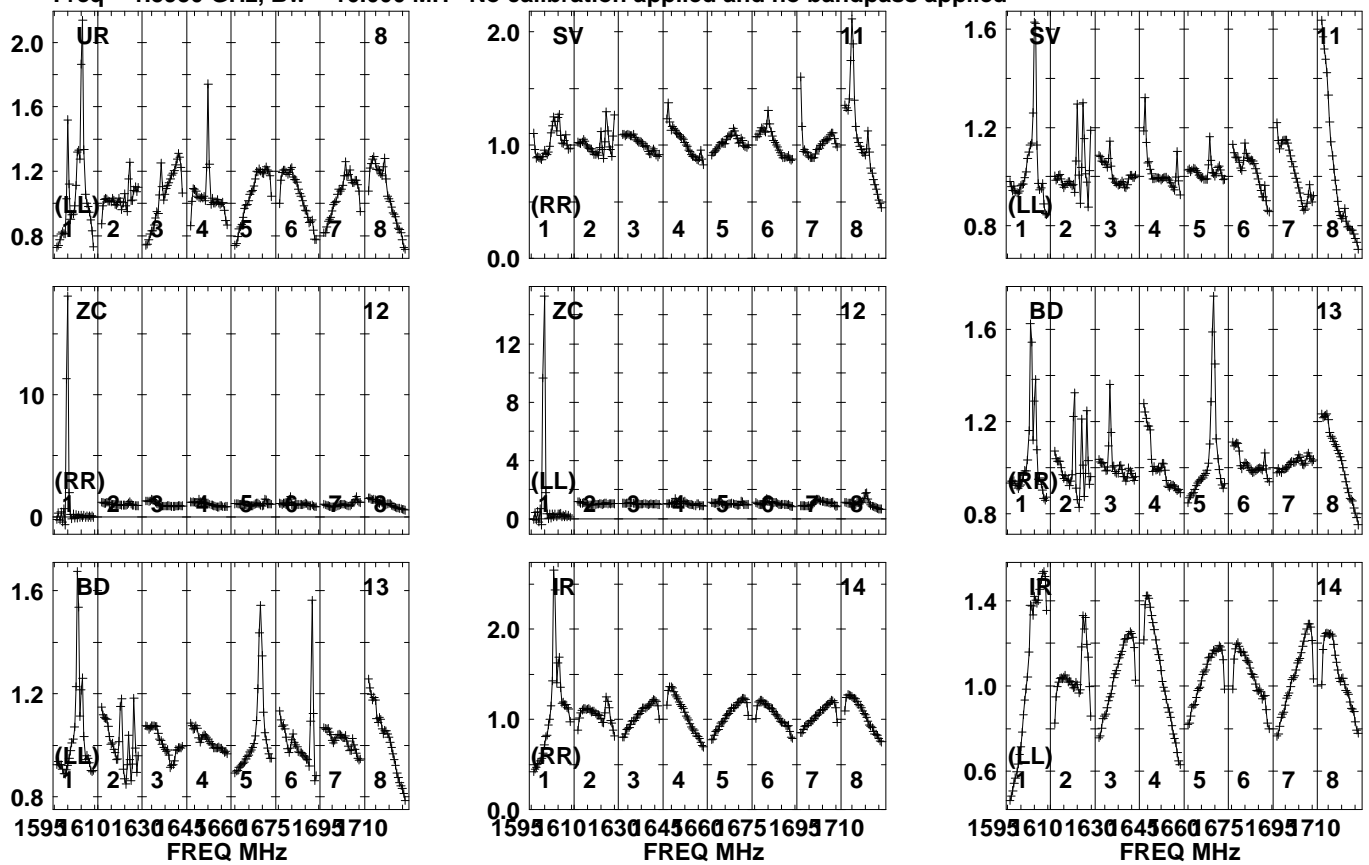 Freq = GHz, Bw = MH No calibration applied and no bandpass applied
UR 8
2.0
1.6
1.2
0.8
(LL)
1 2 3 4 5 6 7 8
SV 11
2.0
1.0
0.0
(RR)
1 2 3 4 5 6 7 8
SV 11
1.6
1.2
0.8
(LL)
1 2 3 4 5 6 7 8
ZC 12
10
0
(RR)
1 2 3 4 5 6 7 8
ZC 12
12
8
4
0
(LL)
1 2 3 4 5 6 7 8
BD 13
1.6
1.2
0.8
(RR)
1 2 3 4 5 6 7 8
BD 13
1.6
1.2
0.8
(LL)
1 2 3 4 5 6 7 8
1595 1610 1630 1645 1660 1675 1695 1710
FREQ MHz
IR 14
2.0
1.0
0.0
(RR)
1 2 3 4 5 6 7 8
1595 1610 1630 1645 1660 1675 1695 1710
FREQ MHz
IR 14
1.4
1.0
0.6
(LL)
1 2 3 4 5 6 7 8
1595 1610 1630 1645 1660 1675 1695 1710
FREQ MHz